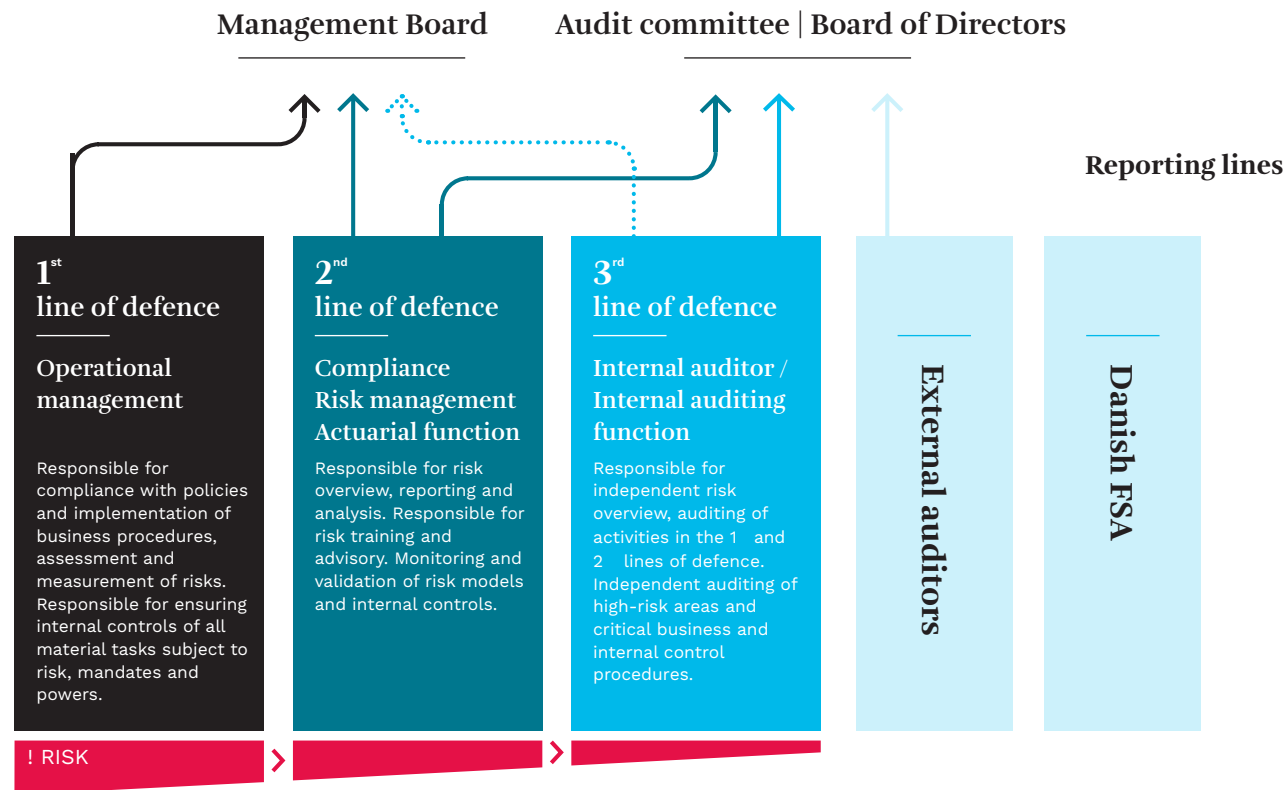 Management Board
Audit committee | Board of Directors
Reporting lines
1st
line of defence
Operational
management
Responsible for
compliance with policies
and implementation of
business procedures,
assessment and
measurement of risks.
Responsible for ensuring
internal controls of all
material tasks subject to
risk, mandates and
powers.
2nd
line of defence
Compliance
Risk management
Actuarial function
Responsible for risk
overview, reporting and
analysis. Responsible for
risk training and
advisory. Monitoring and
validation of risk models
and internal controls.
3rd
line of defence
Internal auditor /
Internal auditing
function
Responsible for
independent risk
overview, auditing of
activities in the 1 and
2 lines of defence.
Independent auditing of
high-risk areas and
critical business and
internal control
procedures.
External auditors
Danish FSA
! RISK